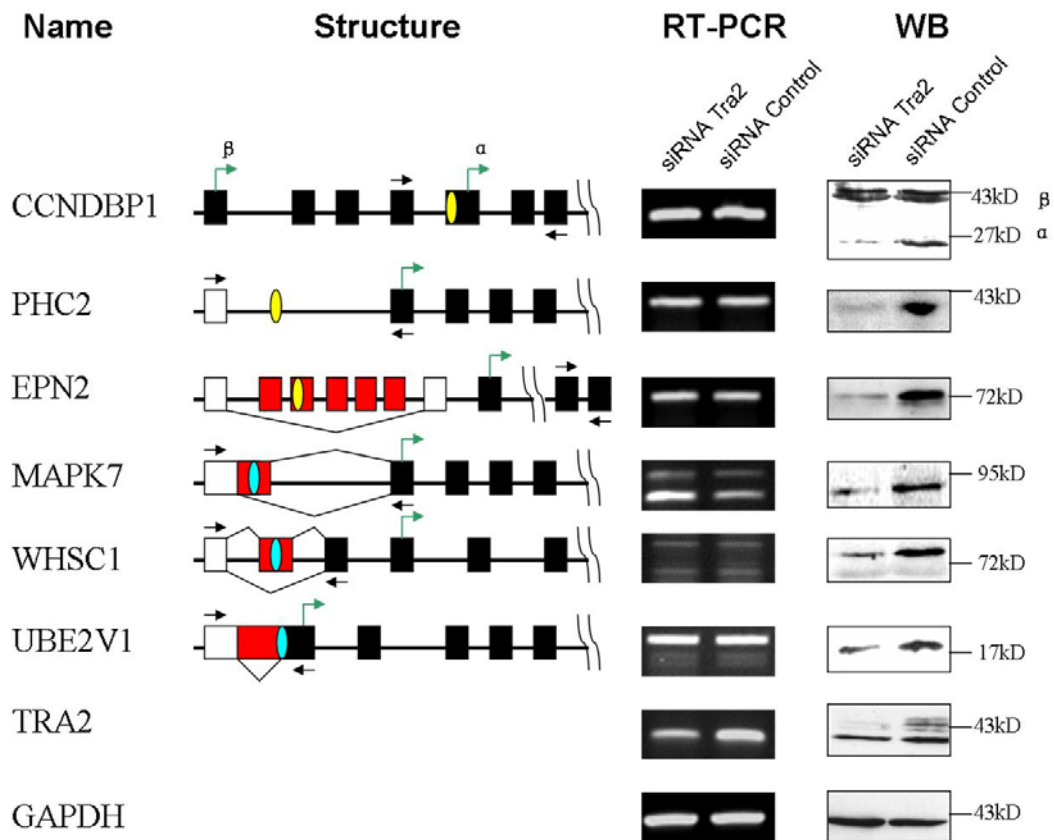 Name Structure RT-PCR WB
siRNA Tra2 siRNA Control siRNA Tra2 siRNA Control
β α
CCNDBP1 43kD β
27kD α
PHC2 43kD
EPN2 72kD
MAPK7 95kD
WHSC1 72kD
UBE2V1 17kD
TRA2 43kD
GAPDH 43kD